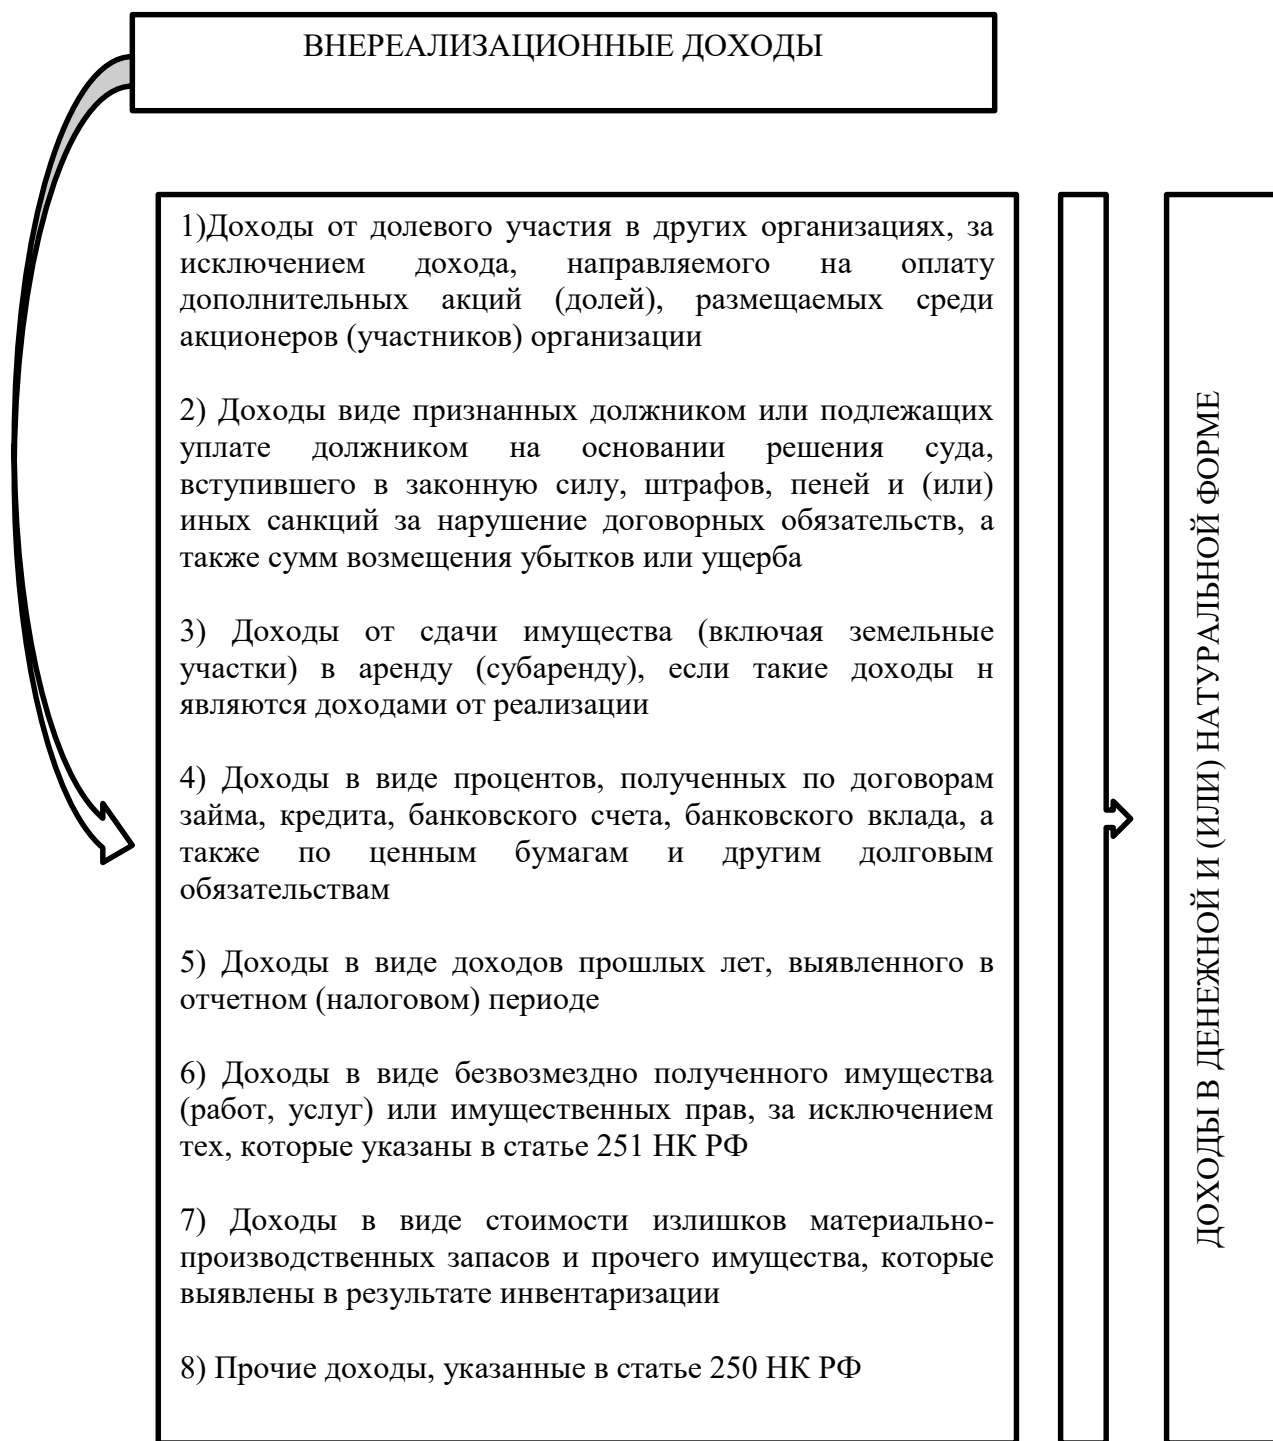 ВНЕРЕАЛИЗАЦИОННЫЕ ДОХОДЫ
1)Доходы от долевого участия в других организациях, за
исключением дохода, направляемого на оплату
дополнительных акций (долей), размещаемых среди
акционеров (участников) организации
2) Доходы виде признанных должником или подлежащих
уплате должником на основании решения суда,
вступившего в законную силу, штрафов, пеней и (или)
иных санкций за нарушение договорных обязательств, а
также сумм возмещения убытков или ущерба
3) Доходы от сдачи имущества (включая земельные
участки) в аренду (субаренду), если такие доходы н
являются доходами от реализации
4) Доходы в виде процентов, полученных по договорам
займа, кредита, банковского счета, банковского вклада, а
также по ценным бумагам и другим долговым
обязательствам
5) Доходы в виде доходов прошлых лет, выявленного в
отчетном (налоговом) периоде
6) Доходы в виде безвозмездно полученного имущества
(работ, услуг) или имущественных прав, за исключением
тех, которые указаны в статье 251 НК РФ
7) Доходы в виде стоимости излишков материально-
производственных запасов и прочего имущества, которые
выявлены в результате инвентаризации
8) Прочие доходы, указанные в статье 250 НК РФ
ДОХОДЫ В ДЕНЕЖНОЙ И (ИЛИ) НАТУРАЛЬНОЙ ФОРМЕ